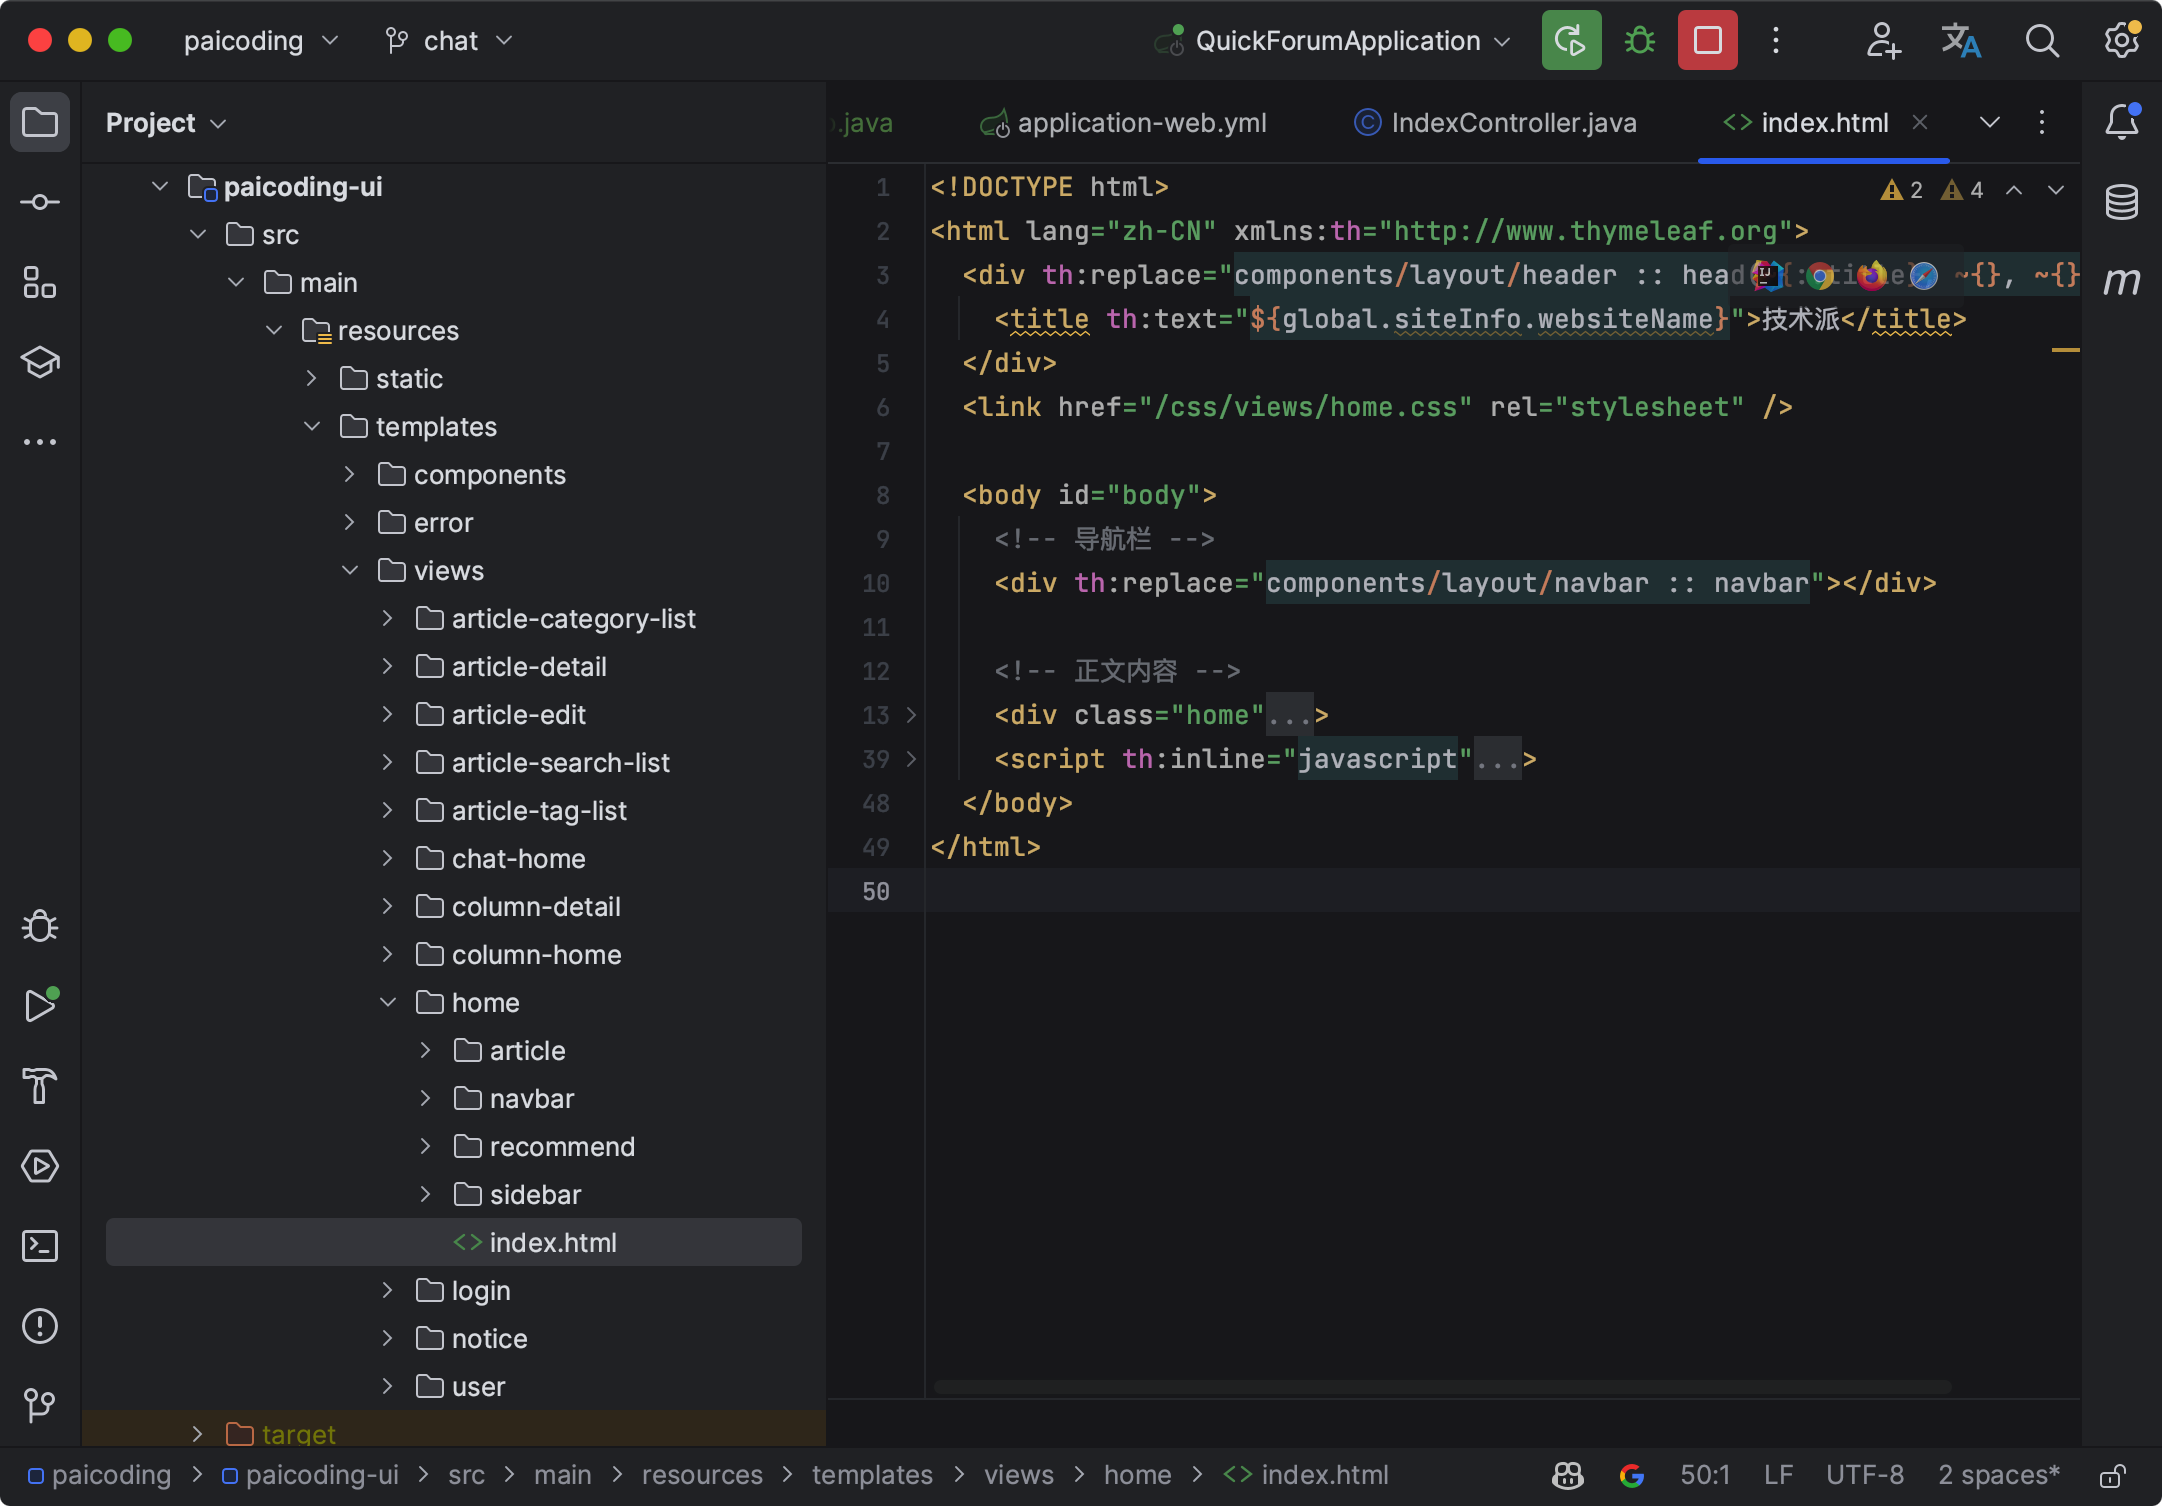 paicoding
chat
QuickForumApplication
Project
.java
application-web.yml
IndexController.java
index.html
paicoding-ui
src
main
resources
static
templates
components
error
views
article-category-list
article-detail
article-edit
article-search-list
article-tag-list
chat-home
column-detail
column-home
home
article
navbar
recommend
sidebar
index.html
login
notice
user
target
2 4
1 <!DOCTYPE html>
2 <html lang="zh-CN" xmlns:th="http://www.thymeleaf.org">
3 <div th:replace="components/layout/header :: head ~{}, ~{}
4 <title th:text="${global.siteInfo.websiteName}">技术派</title>
5 </div>
6 <link href="/css/views/home.css" rel="stylesheet" />
7
8 <body id="body">
9 <!-- 导航栏 -->
10 <div th:replace="components/layout/navbar :: navbar"></div>
11
12 <!-- 正文内容 -->
13 <div class="home"...>
39 <script th:inline="javascript"...>
48 </body>
49 </html>
50
paicoding > paicoding-ui > src > main > resources > templates > views > home > index.html
50:1 LF UTF-8 2 spaces*